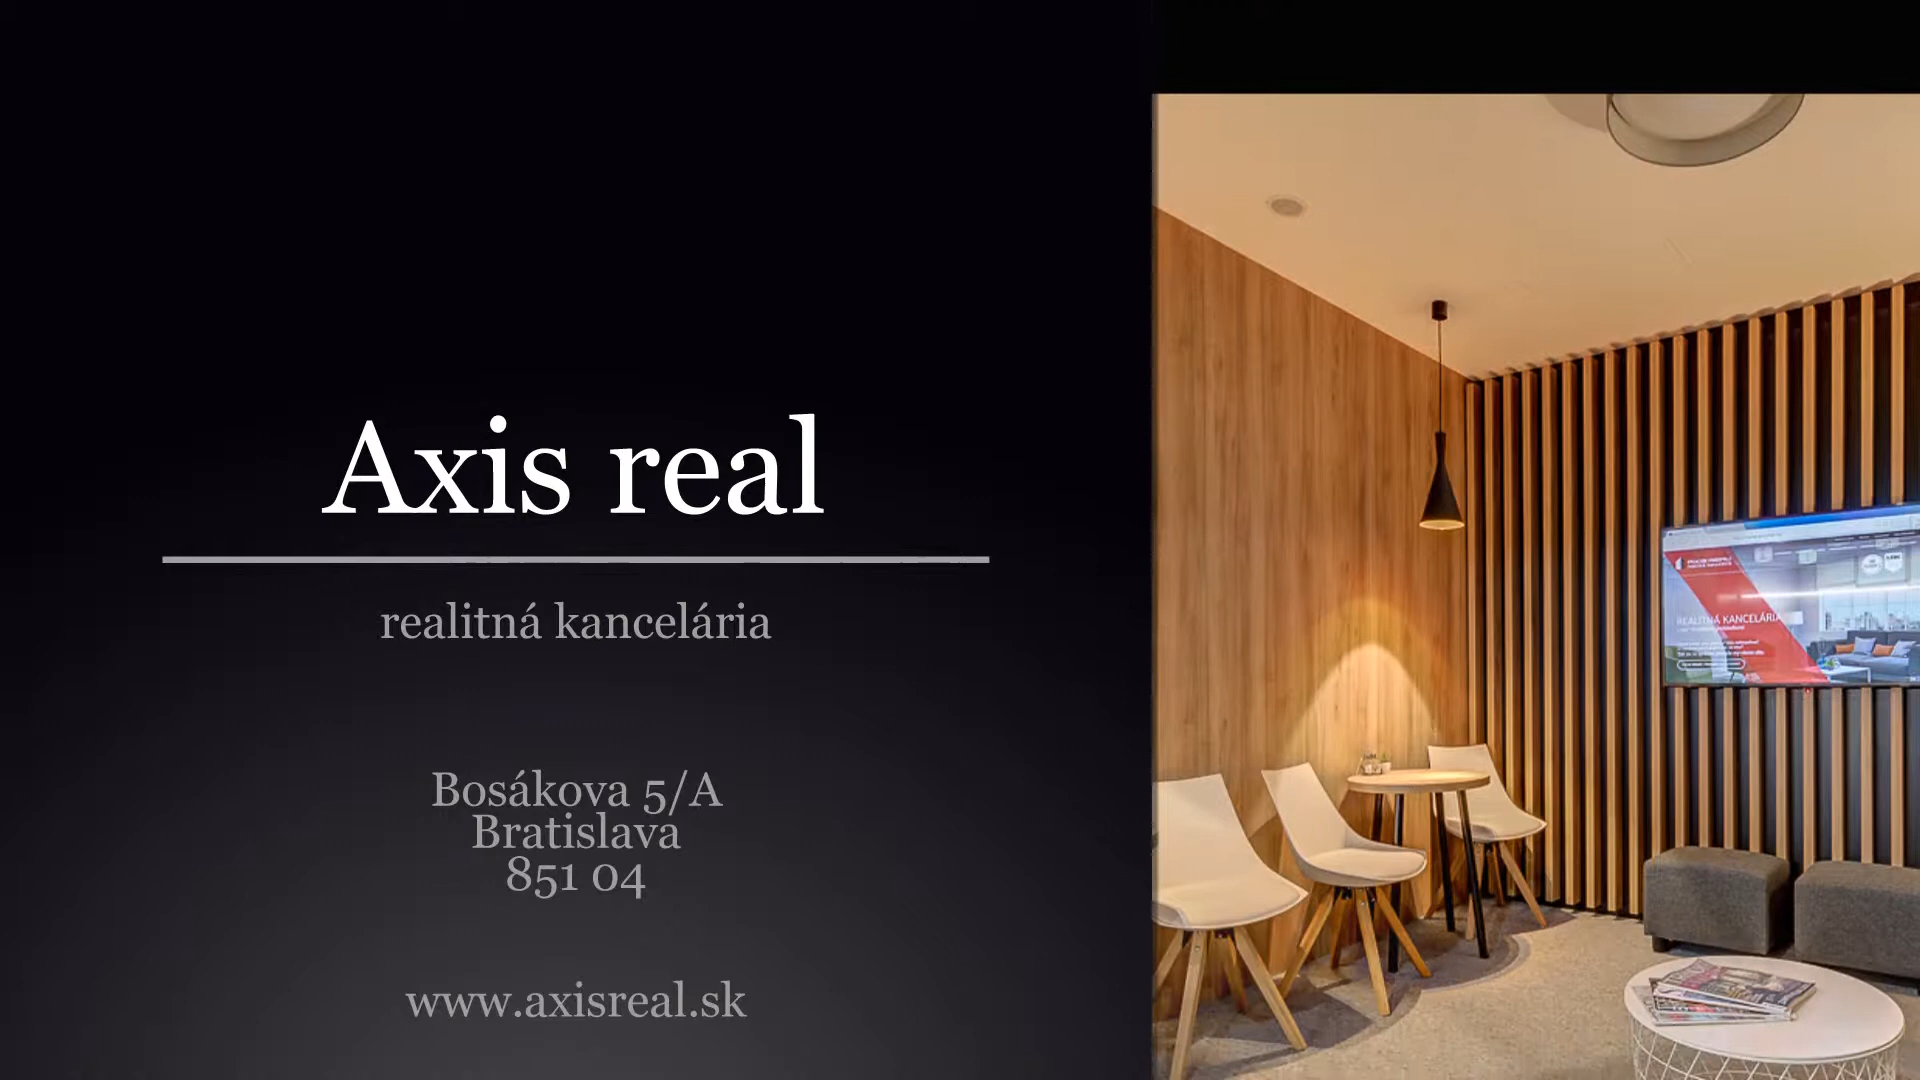 Axis real
realitná kancelária
Bosákova 5/A
Bratislava
851 04
www.axisreal.sk
REALITNÁ KANCELÁRIA